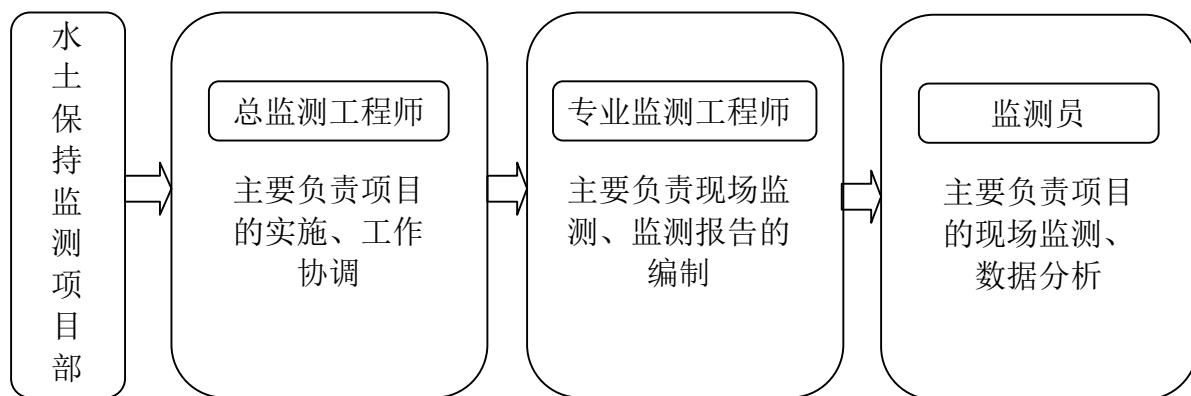 水土保持监测项目部
总监测工程师
主要负责项目
的实施、工作
协调
专业监测工程师
主要负责现场监
测、监测报告的
编制
监测员
主要负责项目
的现场监测、
数据分析